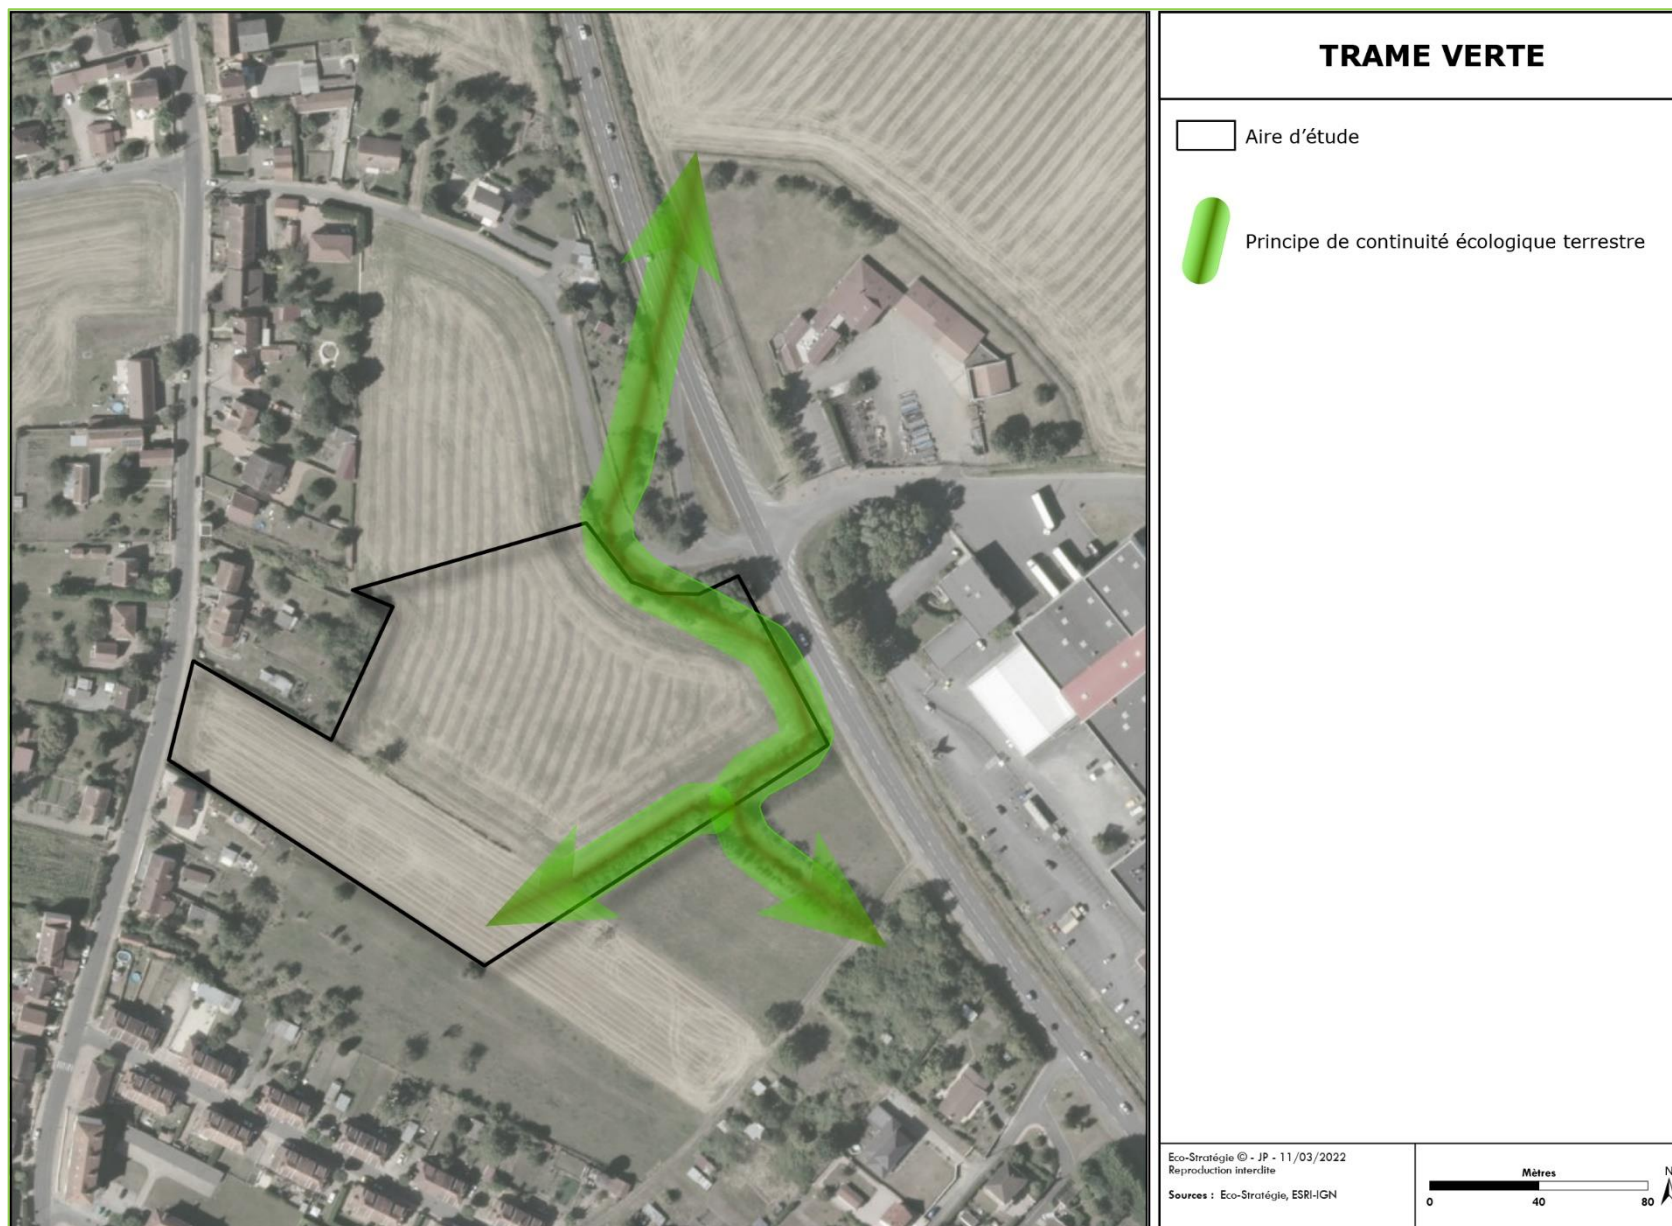 TRAME VERTE
Aire d’étude
Principe de continuité écologique terrestre
Eco-Stratégie © - JP - 11/03/2022
Reproduction interdite
Sources : Eco-Stratégie, ESRI-IGN
Mètres
0 40 80
N